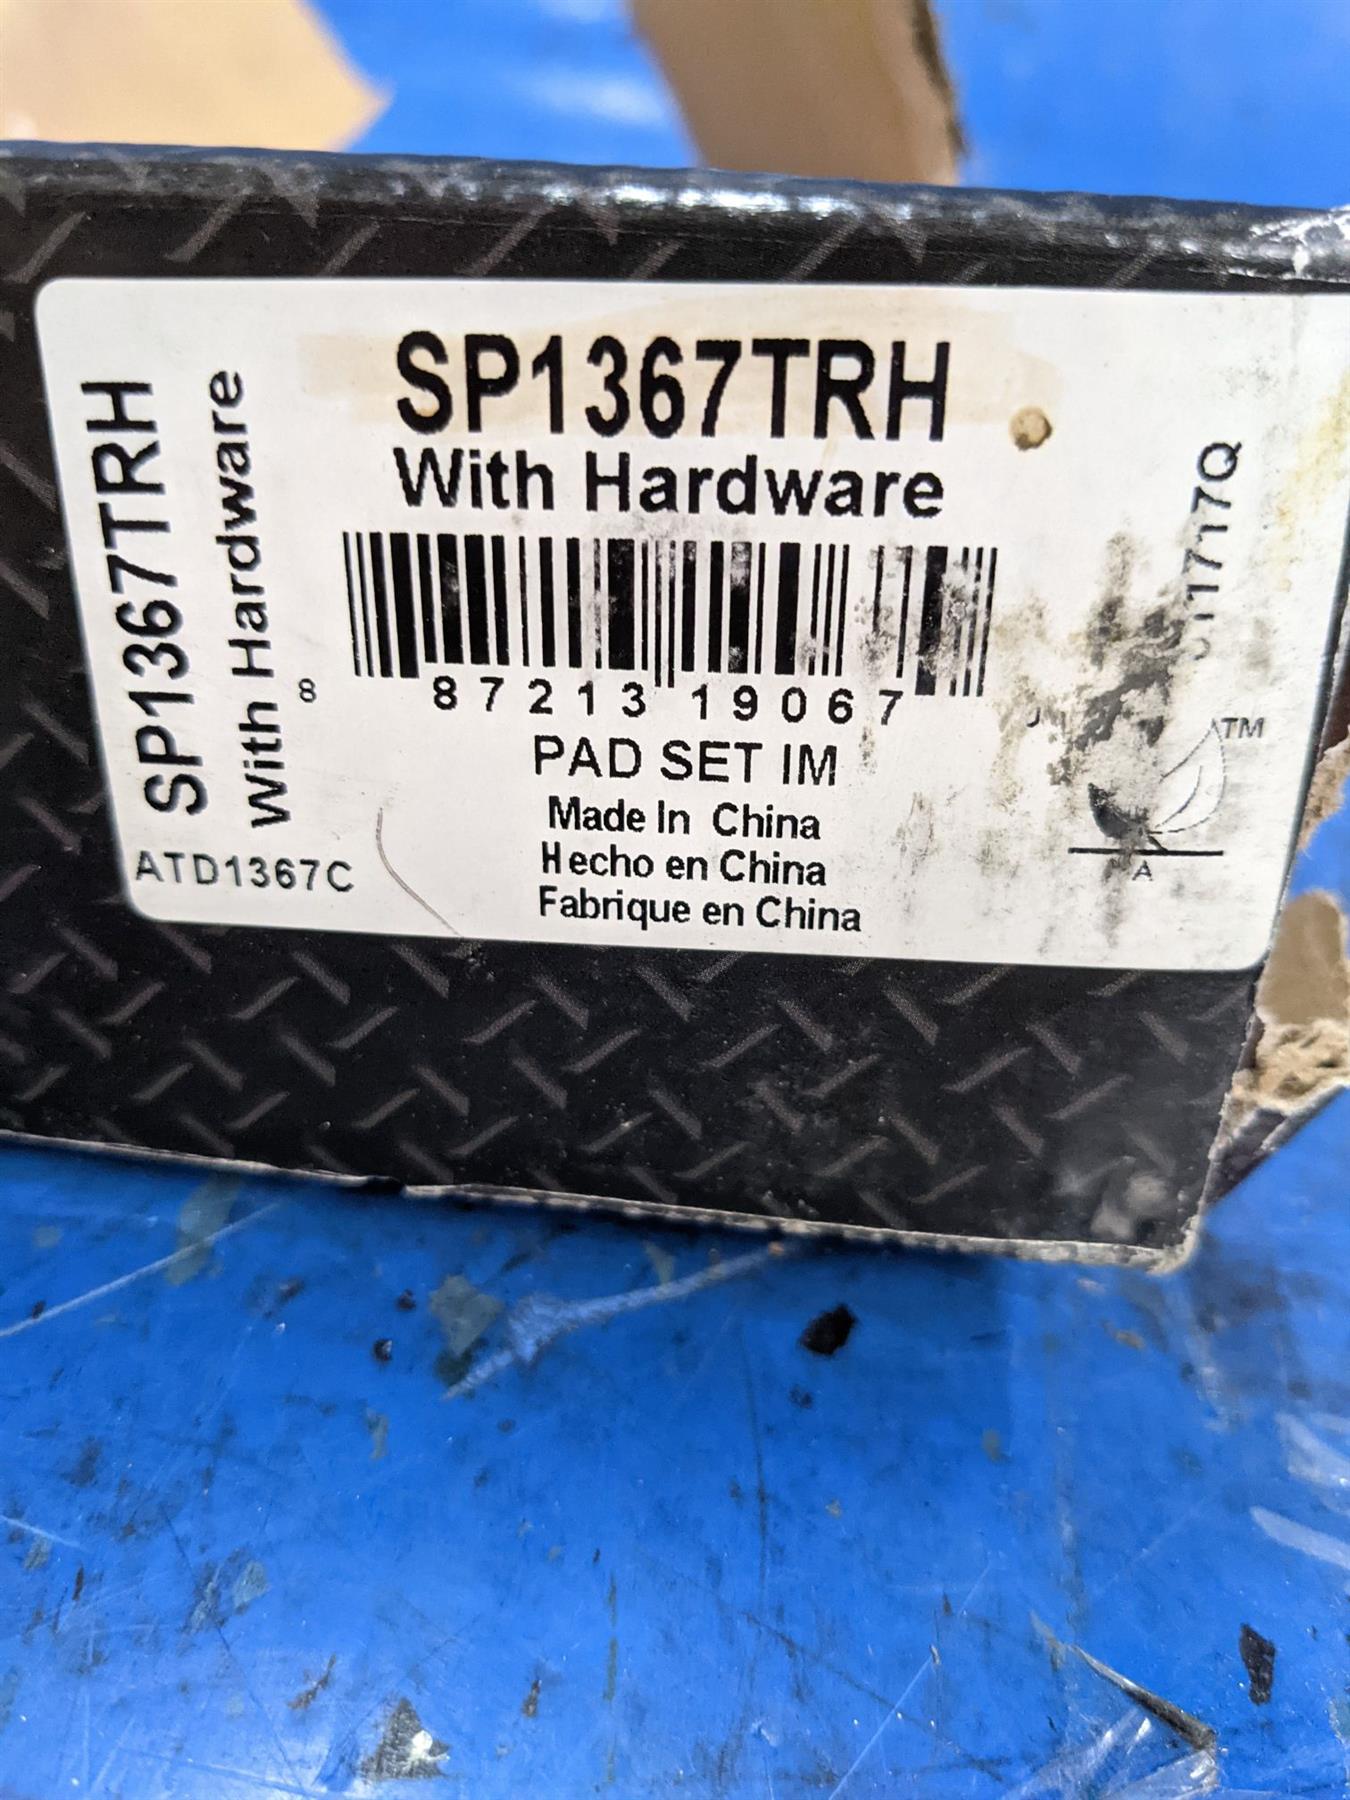 SP1367TRH
With Hardware
SP1367TRH
With Hardware
8 87213 19067
PAD SET IM
Made In China
Hecho en China
Fabrique en China
ATD1367C
TM
A